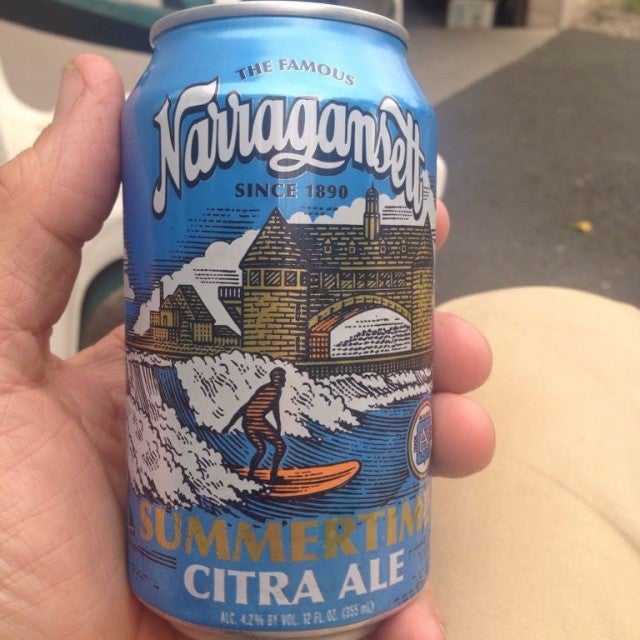 THE FAMOUS
Narragansett
SINCE 1890
SUMMERTIME
CITRA ALE
ALC. 4.2% BY VOL. 12 FL. OZ. (355 mL)